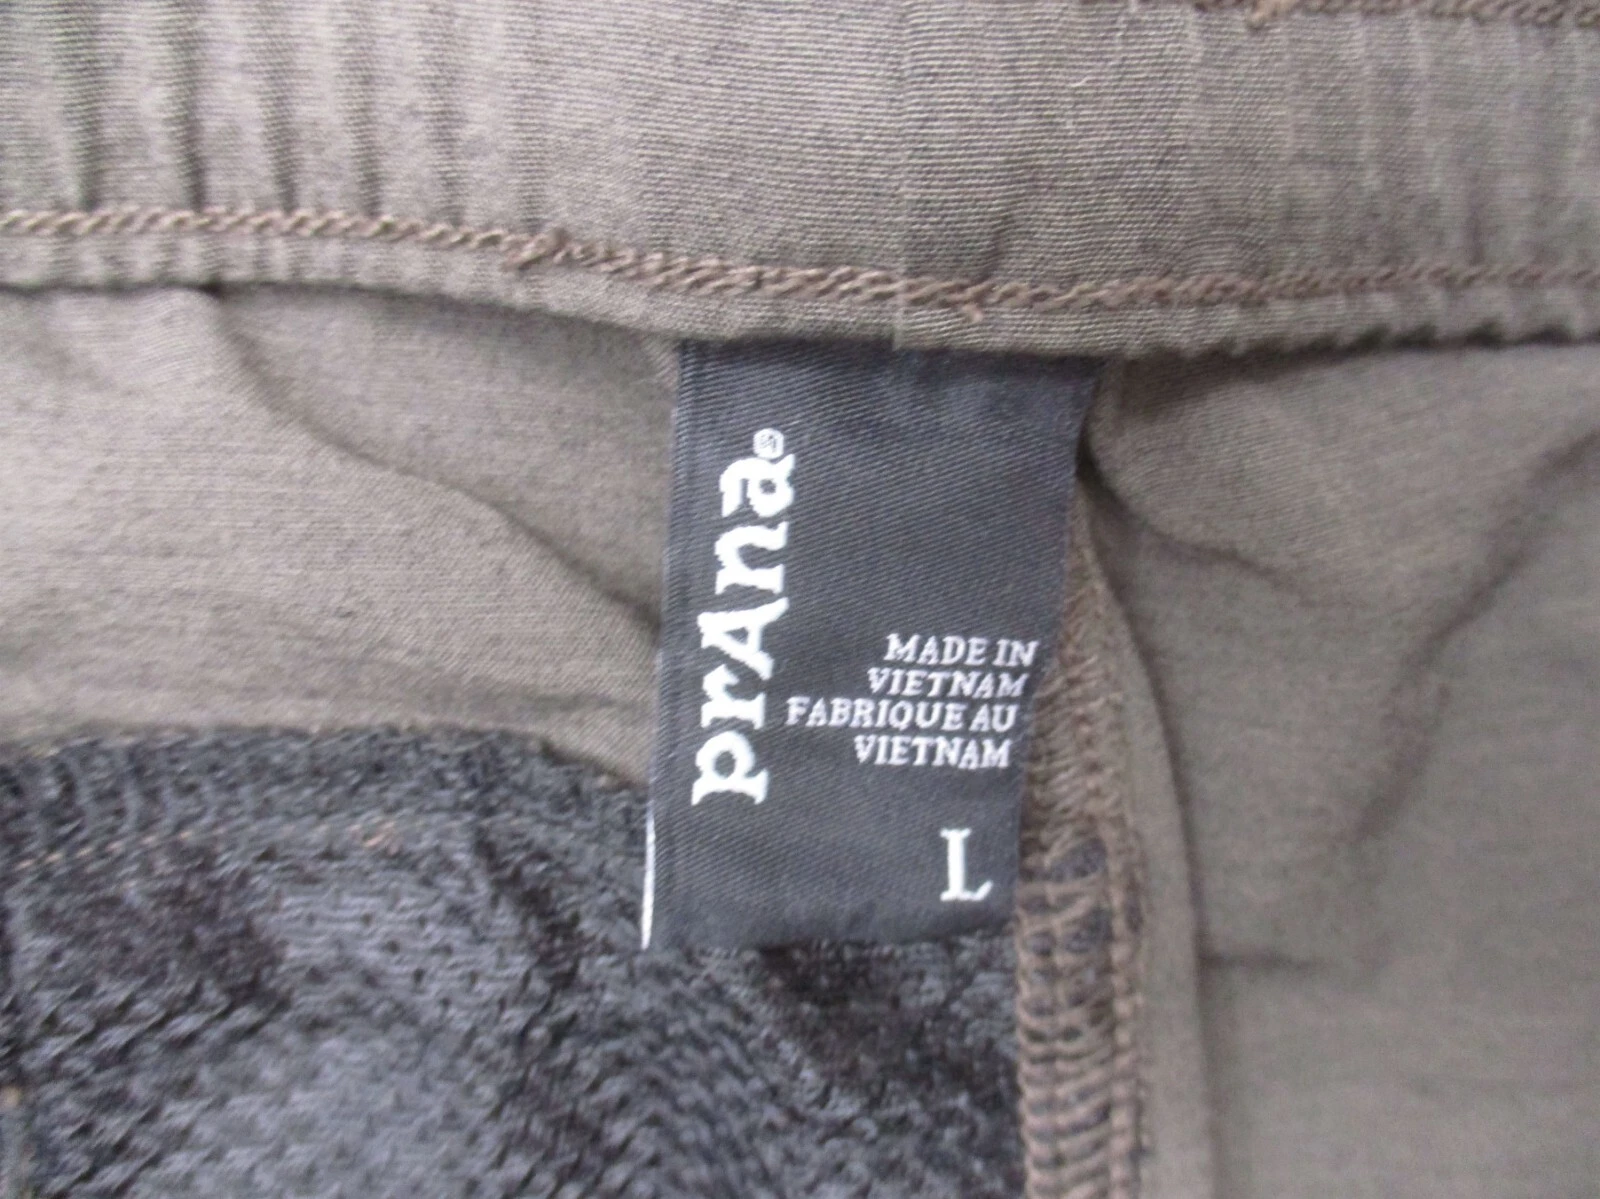 prAna®
MADE IN
VIETNAM
FABRIQUE AU
VIETNAM
L